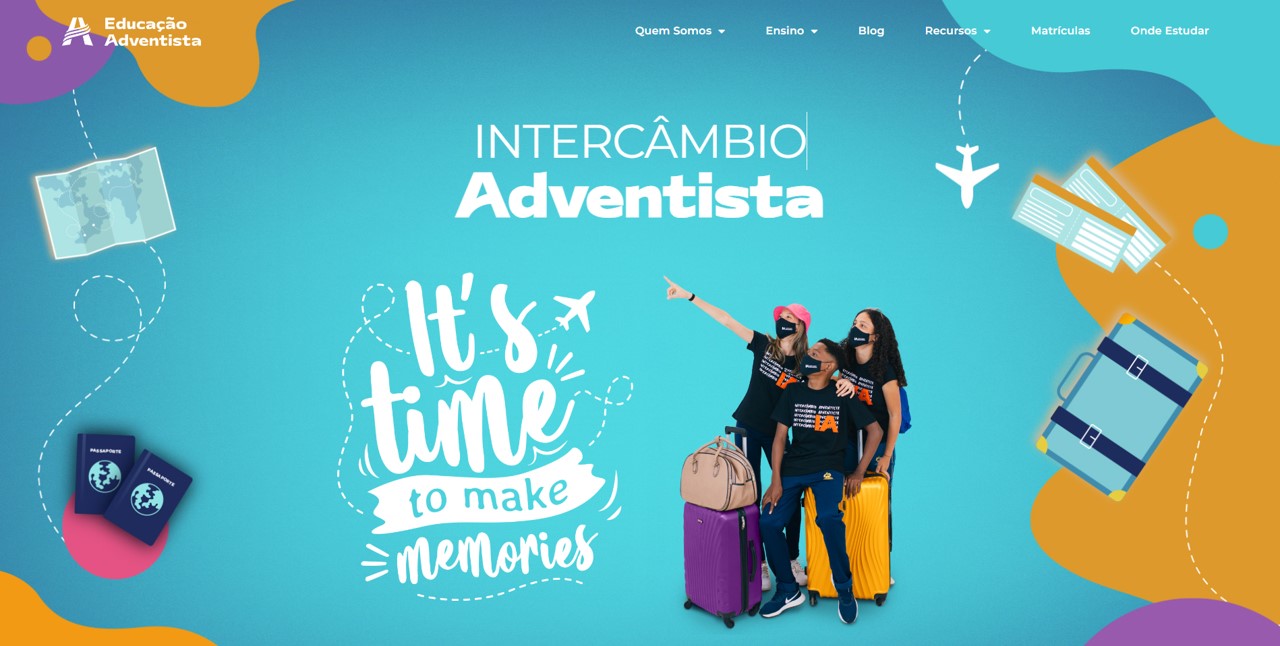 Educação
Adventista
Quem Somos
Ensino
Blog
Recursos
Matrículas
Onde Estudar
INTERCÂMBIO
Adventista
It's
time
to make
memories
PASSAPORTE
PASSAPORTE
IA